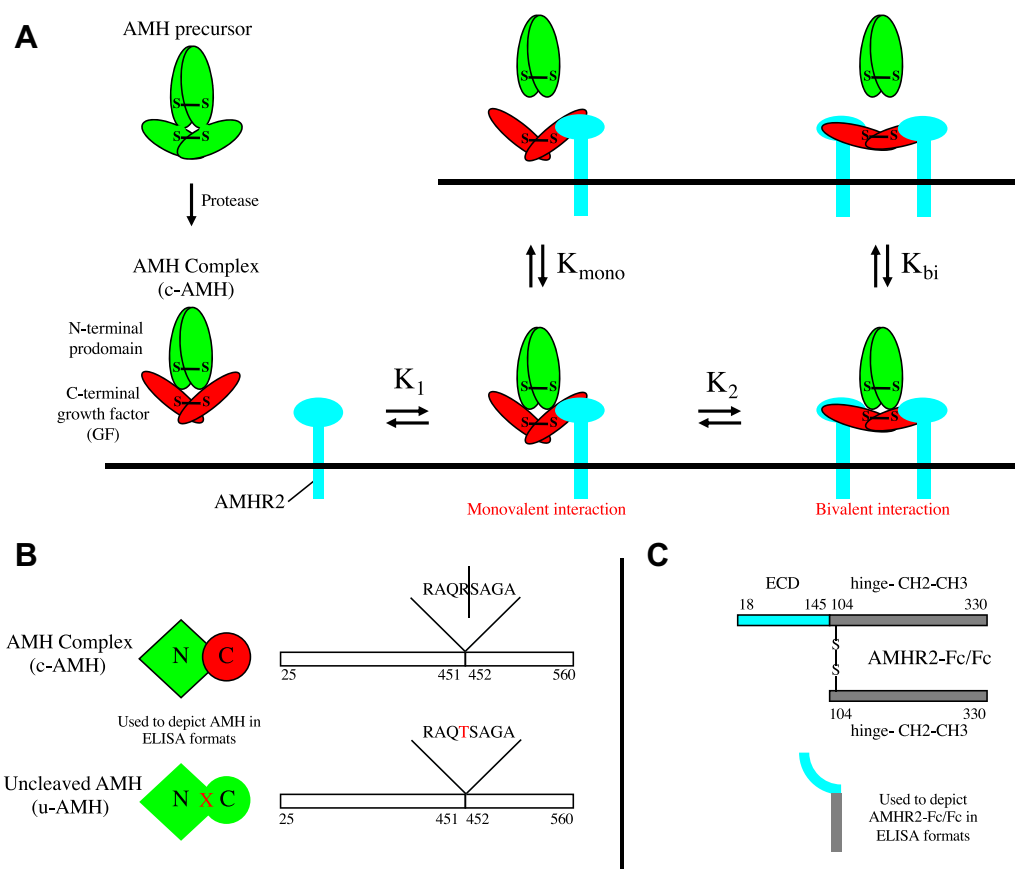 A
AMH precursor
S S
S S
Protease
AMH Complex
(c-AMH)
N-terminal
prodomain
C-terminal
growth factor
(GF)
S S
S S
AMHR2
K1
S S
S S
Kmono
S S
S S
Monovalent interaction
K2
S S
S S
Kbi
S S
S S
Bivalent interaction
B
AMH Complex
(c-AMH)
N C
RAQRSAGA
25 451 452 560
Used to depict AMH in
ELISA formats
Uncleaved AMH
(u-AMH)
N X C
RAQTSAGA
25 451 452 560
C
ECD hinge- CH2-CH3
18 145 104 330
S
S
AMHR2-Fc/Fc
104 330
hinge- CH2-CH3
Used to depict
AMHR2-Fc/Fc in
ELISA formats